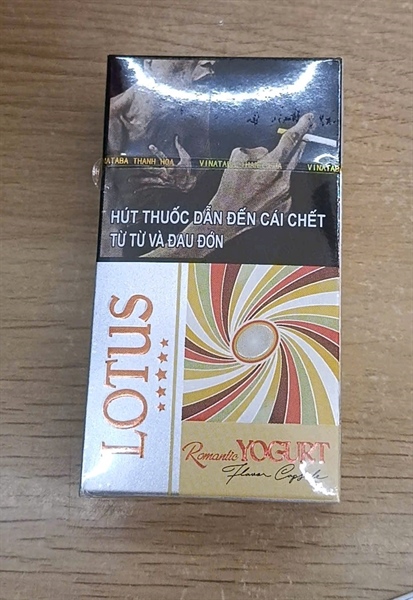 VINATABA THANH HOA
HÚT THUỐC DẪN ĐẾN CÁI CHẾT
TỪ TỪ VÀ ĐAU ĐỚN
LOTUS
Romantic YOGURT
Flavor Capsule